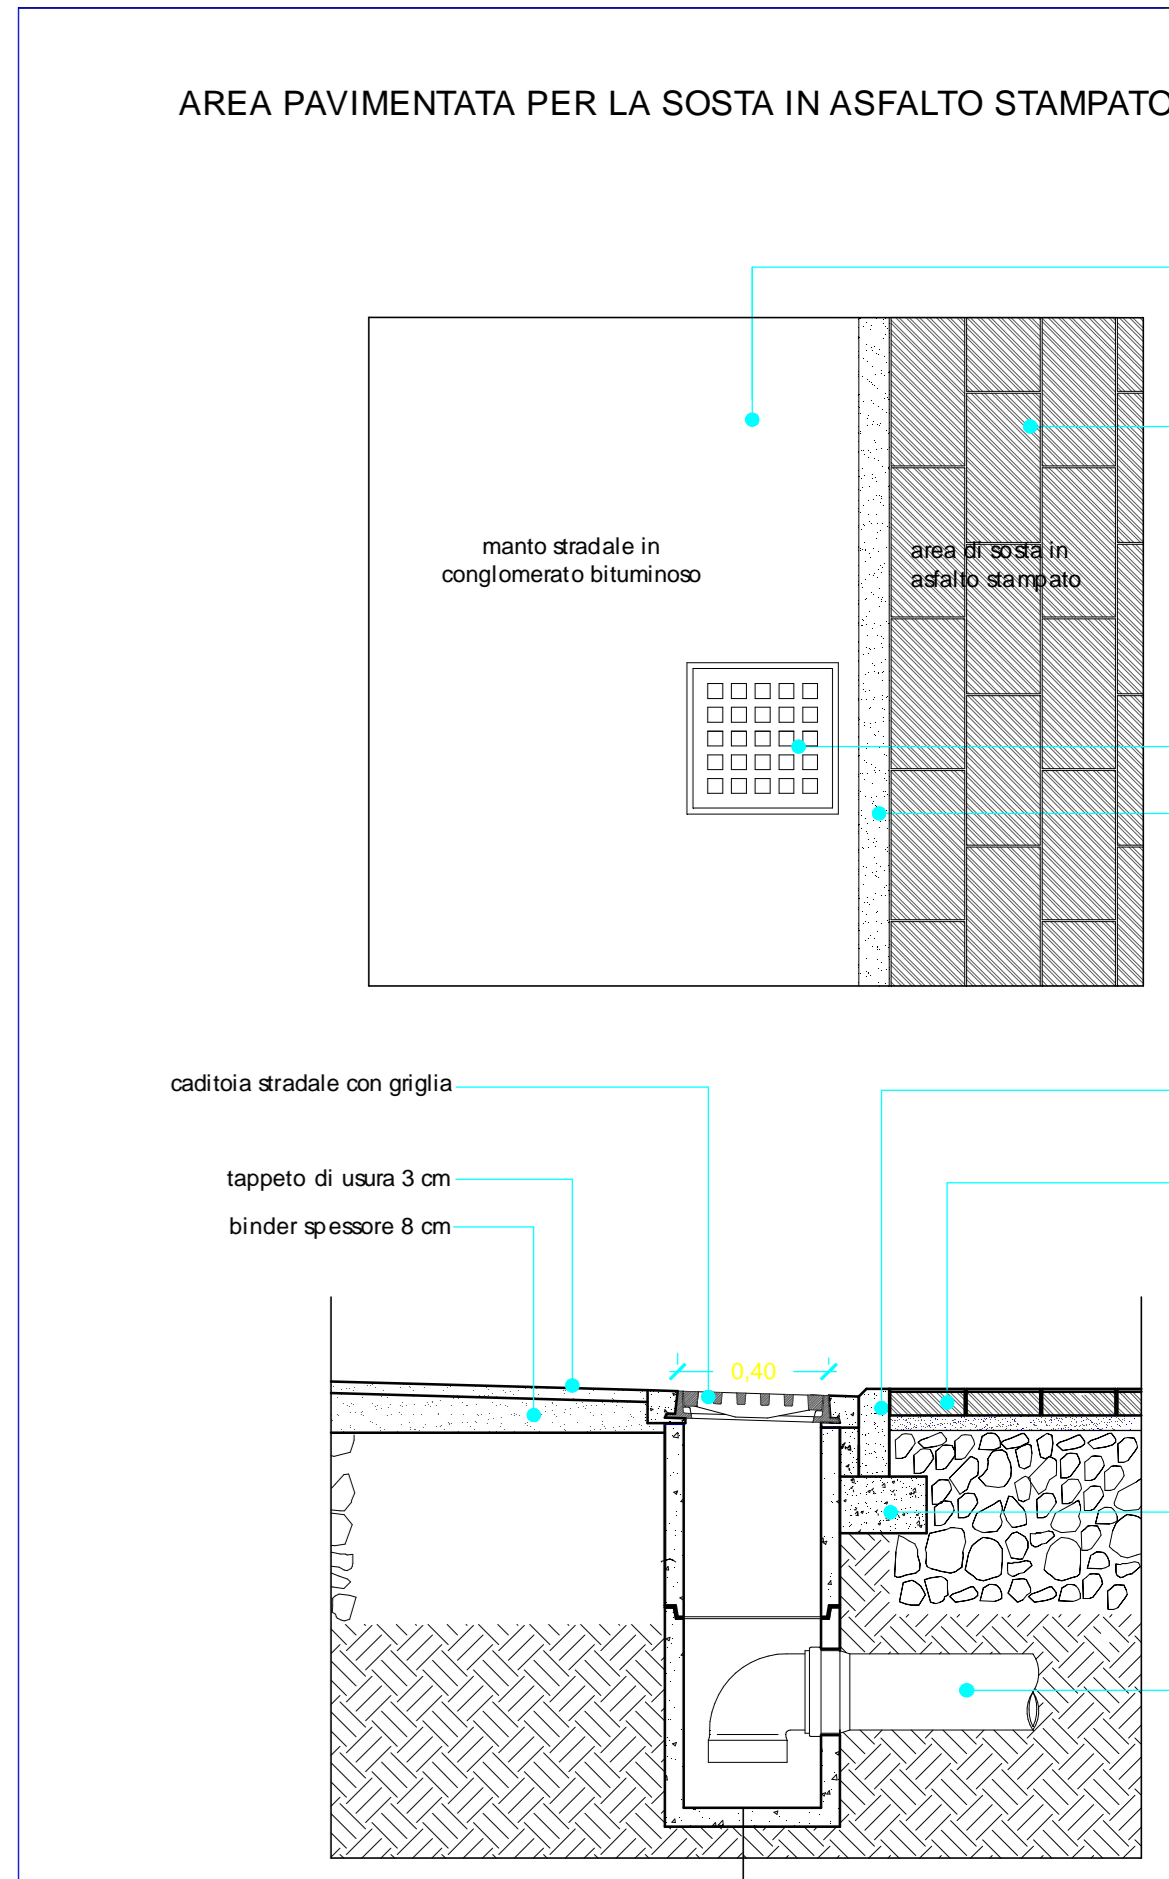 AREA PAVIMENTATA PER LA SOSTA IN ASFALTO STAMPATO
manto stradale in
conglomerato bituminoso
area di sosta in
asfalto stampato
caditoia stradale con griglia
tappeto di usura 3 cm
binder spessore 8 cm
0,40